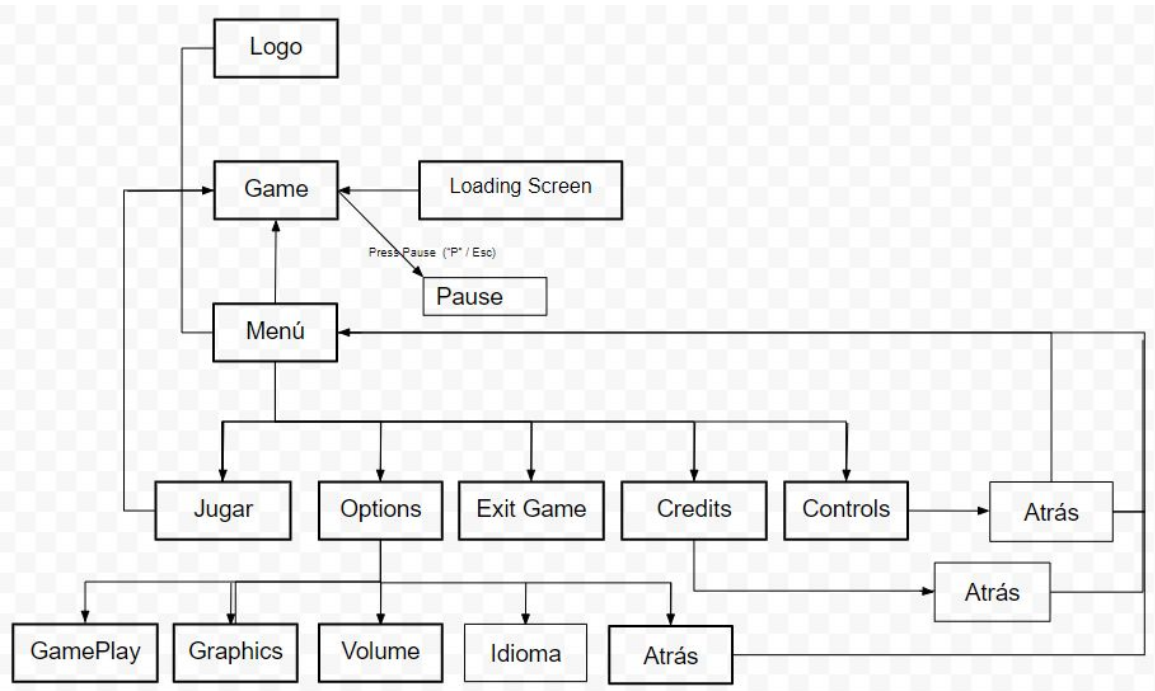 Logo
Game
Loading Screen
Press Pause ("P" / Esc)
Pause
Menú
Jugar
Options
Exit Game
Credits
Controls
Atrás
Atrás
GamePlay
Graphics
Volume
Idioma
Atrás